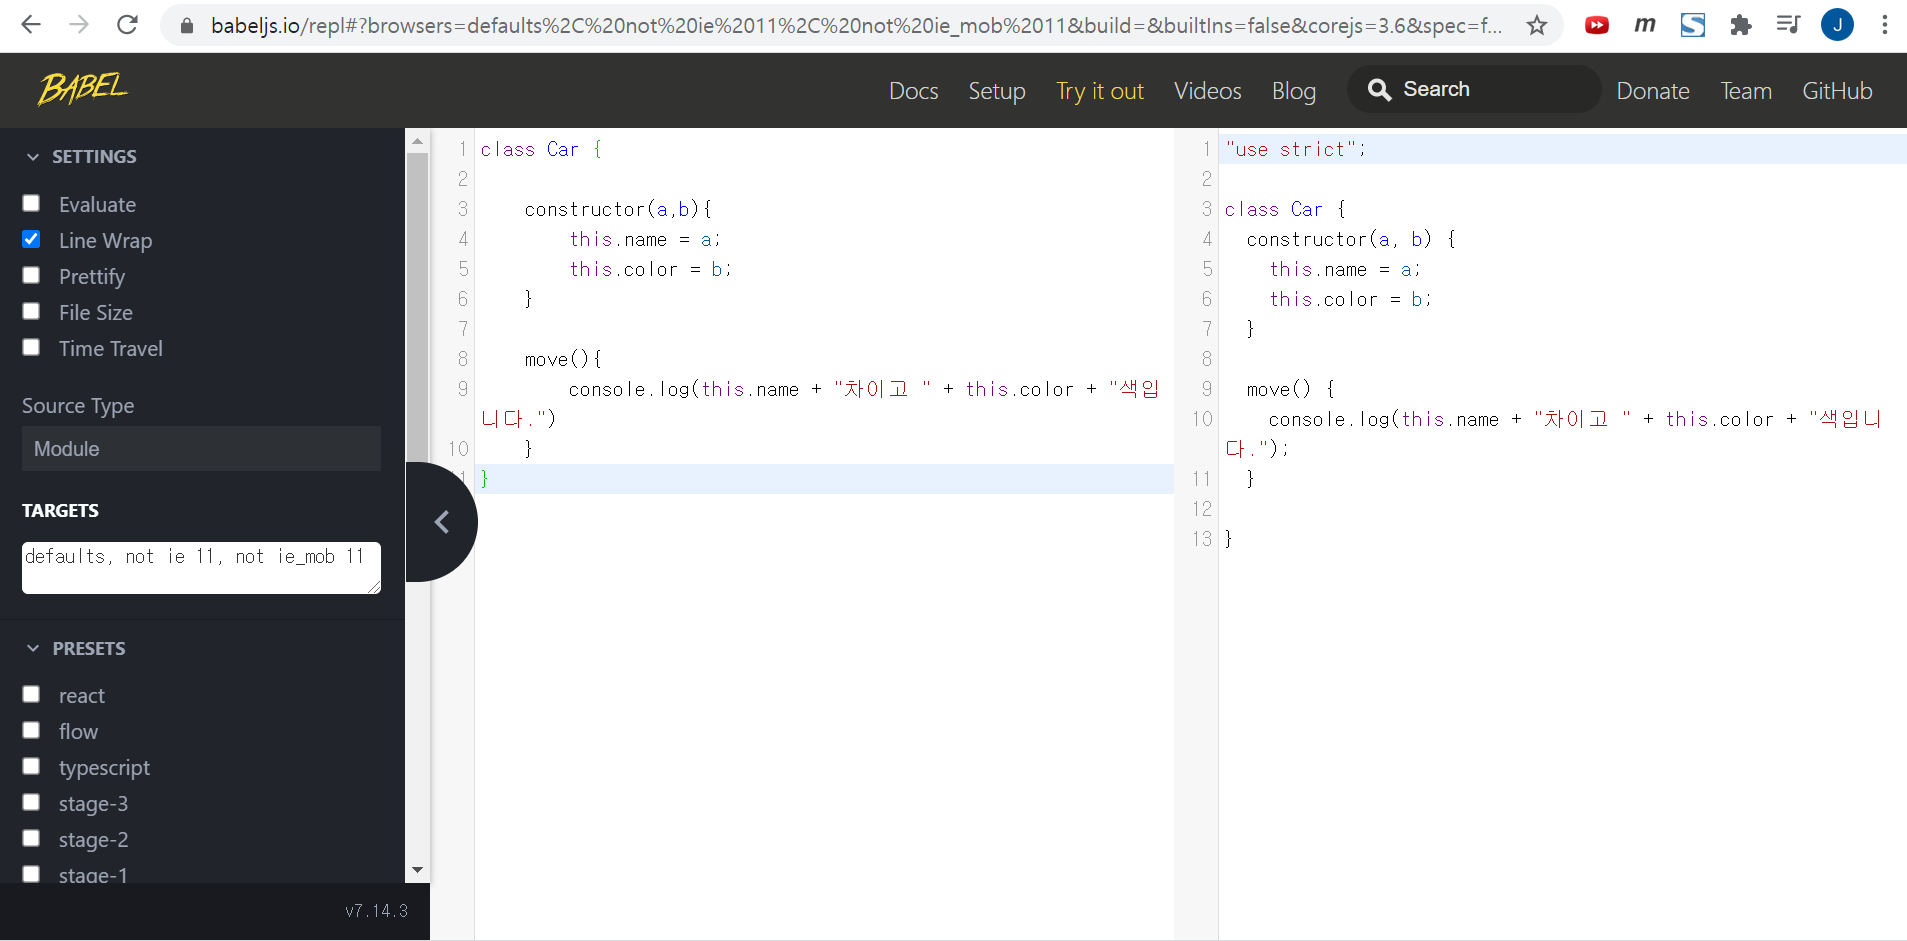 babeljs.io/repl#?browsers=defaults%2C%20not%20ie%2011%2C%20not%20ie_mob%2011&build=&builtIns=false&corejs=3.6&spec=f...
m
S
J
BABEL
Docs Setup Try it out Videos Blog Search Donate Team GitHub
SETTINGS
Evaluate
Line Wrap
Prettify
File Size
Time Travel
Source Type
Module
TARGETS
defaults, not ie 11, not ie_mob 11
PRESETS
react
flow
typescript
stage-3
stage-2
stage-1
v7.14.3
1 class Car {
2
3 constructor(a,b){
4 this.name = a;
5 this.color = b;
6 }
7
8 move(){
9 console.log(this.name + "차이고 " + this.color + "색입
니다.")
10 }
11 }
1 "use strict";
2
3 class Car {
4 constructor(a, b) {
5 this.name = a;
6 this.color = b;
7 }
8
9 move() {
10 console.log(this.name + "차이고 " + this.color + "색입니
다.");
11 }
12
13 }